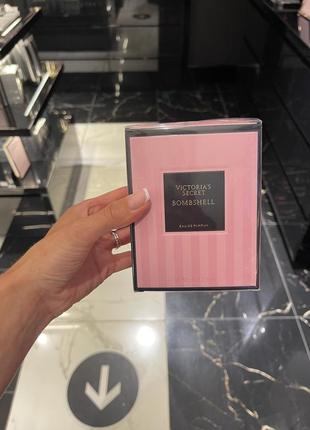 VICTORIA'S
SECRET
BOMBSHELL
EAU DE PARFUM